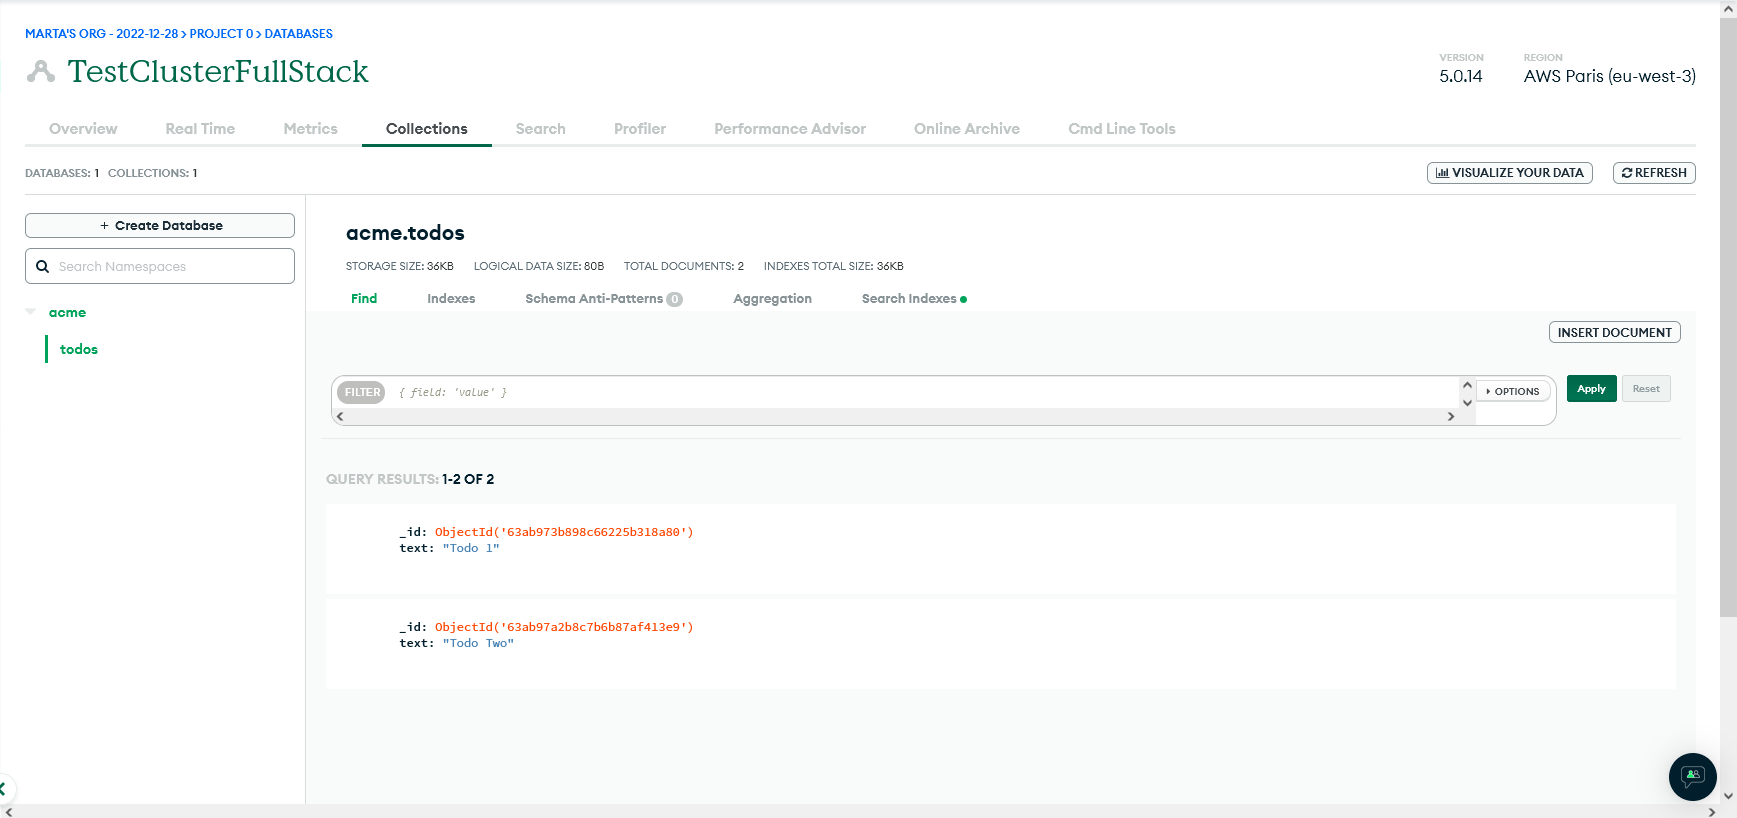 MARTA'S ORG - 2022-12-28 > PROJECT 0 > DATABASES
TestClusterFullStack
VERSION
5.0.14
REGION
AWS Paris (eu-west-3)
Overview Real Time Metrics Collections Search Profiler Performance Advisor Online Archive Cmd Line Tools
DATABASES: 1 COLLECTIONS: 1
VISUALIZE YOUR DATA
REFRESH
+ Create Database
Search Namespaces
acme
todos
acme.todos
STORAGE SIZE: 36KB LOGICAL DATA SIZE: 80B TOTAL DOCUMENTS: 2 INDEXES TOTAL SIZE: 36KB
Find Indexes Schema Anti-Patterns 0 Aggregation Search Indexes
INSERT DOCUMENT
FILTER { field: 'value' } OPTIONS Apply Reset
QUERY RESULTS: 1-2 OF 2
_id: ObjectId('63ab973b898c66225b318a80')
text: "Todo 1"
_id: ObjectId('63ab97a2b8c7b6b87af413e9')
text: "Todo Two"